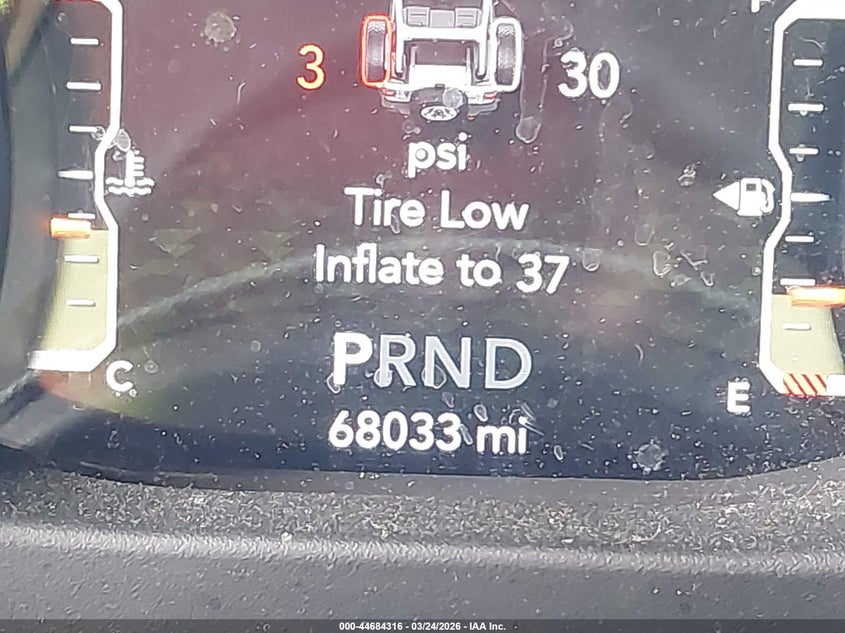 3 30
psi
Tire Low
Inflate to 37
PRND
68033 mi
C
E
000-44684316 - 03/24/2026 - IAA Inc.